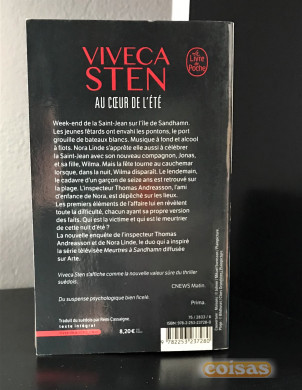 VIVECA
STEN
Le Livre
de
Poche
AU CŒUR DE L'ÉTÉ
Week-end de la Saint-Jean sur l'île de Sandhamn.
Les jeunes fêtards ont envahi les pontons, le port
grouille de bateaux blancs. Musique à fond et alcool
à flots. Nora Linde s'apprête elle aussi à célébrer
la Saint-Jean avec son nouveau compagnon, Jonas,
et sa fille, Wilma. Mais la fête tourne au cauchemar
lorsque, dans la nuit, Wilma disparaît. Le lendemain,
le cadavre d'un garçon de seize ans est retrouvé sur
la plage. L'inspecteur Thomas Andreasson, l'ami
d'enfance de Nora, est dépêché sur les lieux.
Les premiers éléments de l'affaire lui en révèlent
toute la difficulté, chacun ayant sa propre version
des faits. Qui est la victime et qui est le meurtrier
de cette nuit d'été ?
La nouvelle enquête de l'inspecteur Thomas
Andreasson et de Nora Linde, le duo qui a inspiré
la série télévisée Meurtres à Sandhamn diffusée
sur Arte.
Viveca Sten s'affiche comme la nouvelle valeur sûre du thriller
suédois.
CNEWS Matin.
Du suspense psychologique bien ficelé.
Prima.
Traduit du suédois par Rémi Cassaigne.
texte intégral
8,20€
9 782253 237280
coisas